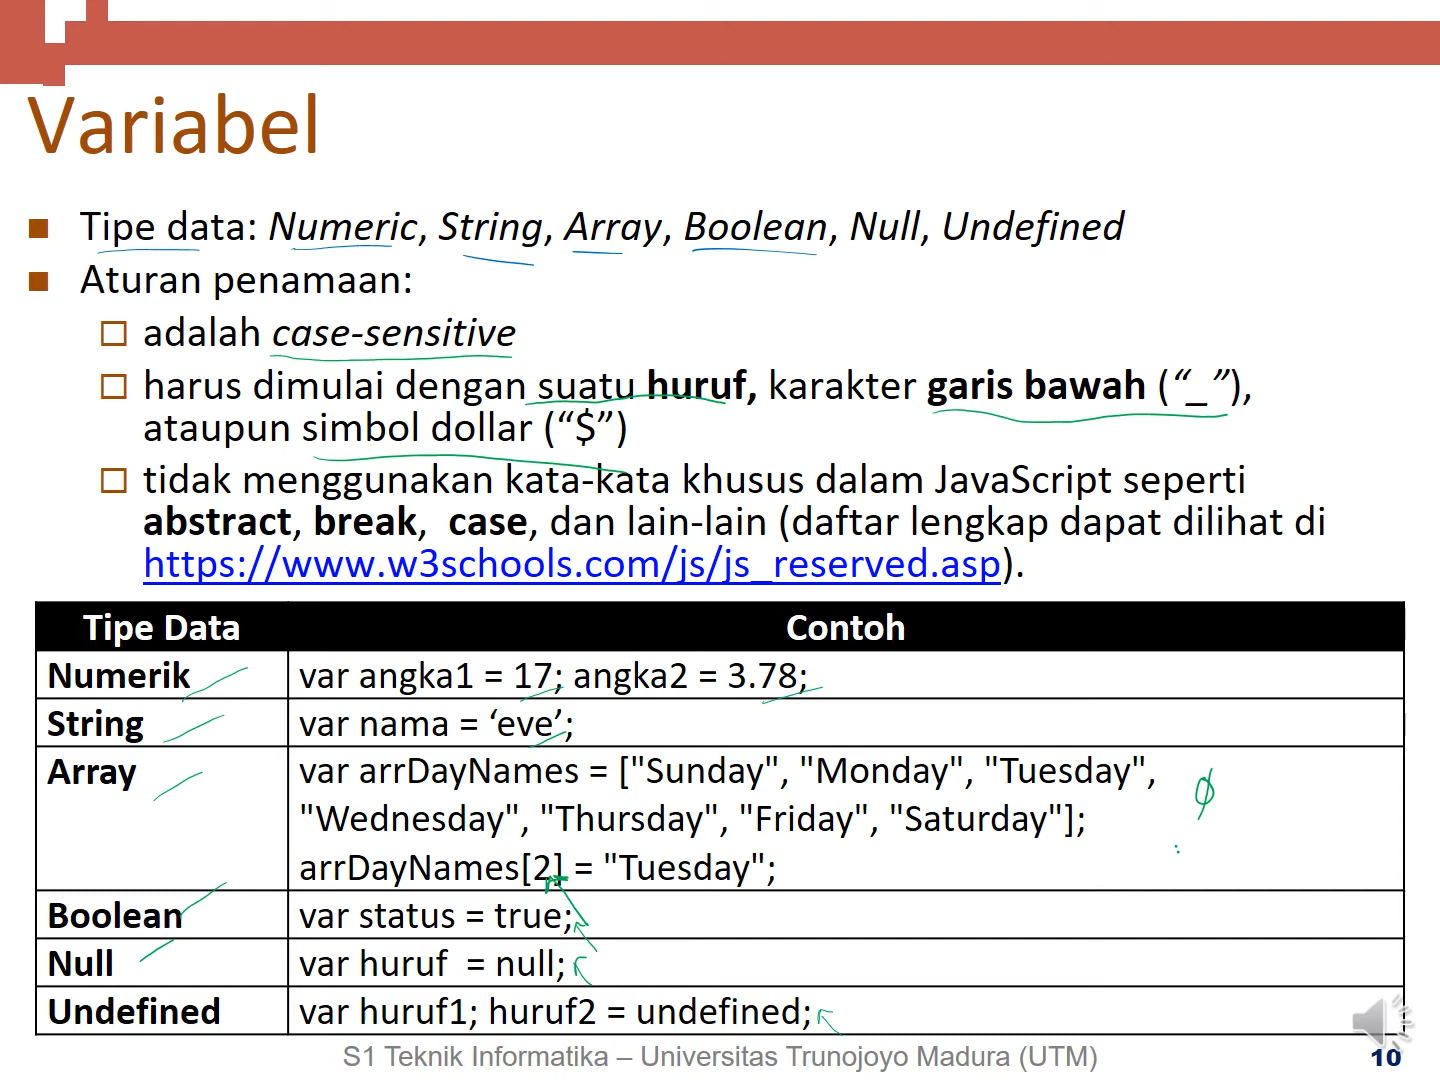 Variabel
Tipe data: Numeric, String, Array, Boolean, Null, Undefined
Aturan penamaan:
adalah case-sensitive
harus dimulai dengan suatu huruf, karakter garis bawah (“_”),
ataupun simbol dollar (“$”)
tidak menggunakan kata-kata khusus dalam JavaScript seperti
abstract, break, case, dan lain-lain (daftar lengkap dapat dilihat di
https://www.w3schools.com/js/js_reserved.asp).
Tipe Data Contoh
Numerik var angka1 = 17; angka2 = 3.78;
String var nama = ‘eve’;
Array var arrDayNames = ["Sunday", "Monday", "Tuesday",
"Wednesday", "Thursday", "Friday", "Saturday"];
arrDayNames[2] = "Tuesday";
Boolean var status = true;
Null var huruf = null;
Undefined var huruf1; huruf2 = undefined;
S1 Teknik Informatika – Universitas Trunojoyo Madura (UTM) 10